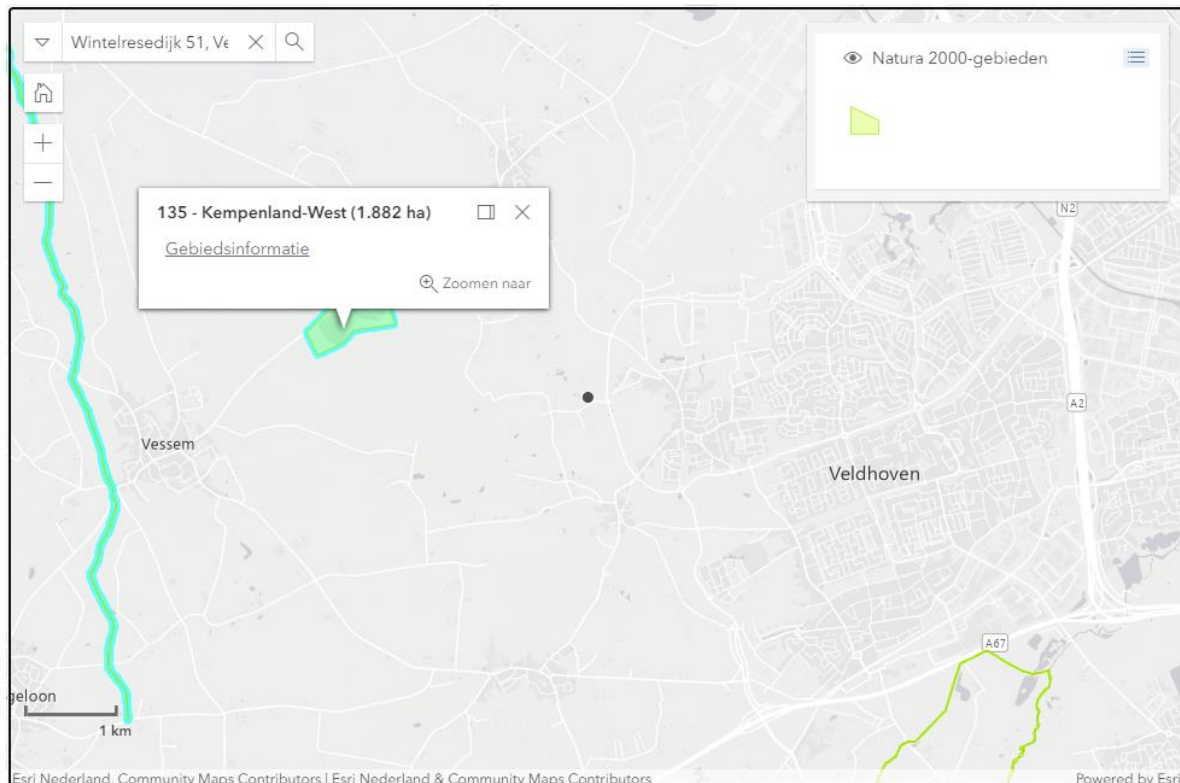 Wintelresedijk 51, Ve
Natura 2000-gebieden
135 - Kempenland-West (1.882 ha)
Gebiedsinformatie
Zoomen naar
N2
A2
Vessem
Veldhoven
A67
geloon
1 km
Esri Nederland, Community Maps Contributors | Esri Nederland & Community Maps Contributors
Powered by Esri